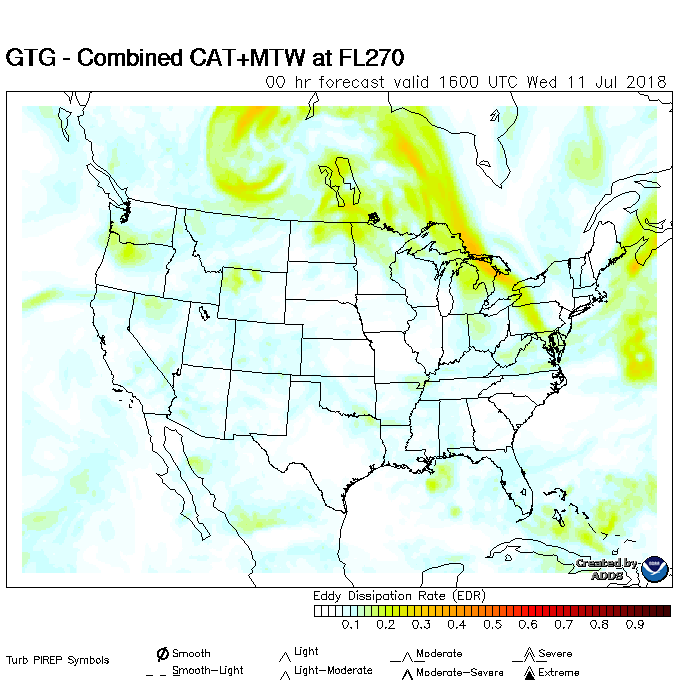 GTG - Combined CAT+MTW at FL270
00 hr forecast valid 1600 UTC Wed 11 Jul 2018
Created by
ADDS
Eddy Dissipation Rate (EDR)
0.1 0.2 0.3 0.4 0.5 0.6 0.7 0.8 0.9
Turb PIREP Symbols
Smooth
Light
Moderate
Severe
Smooth-Light
Light-Moderate
Moderate-Severe
Extreme